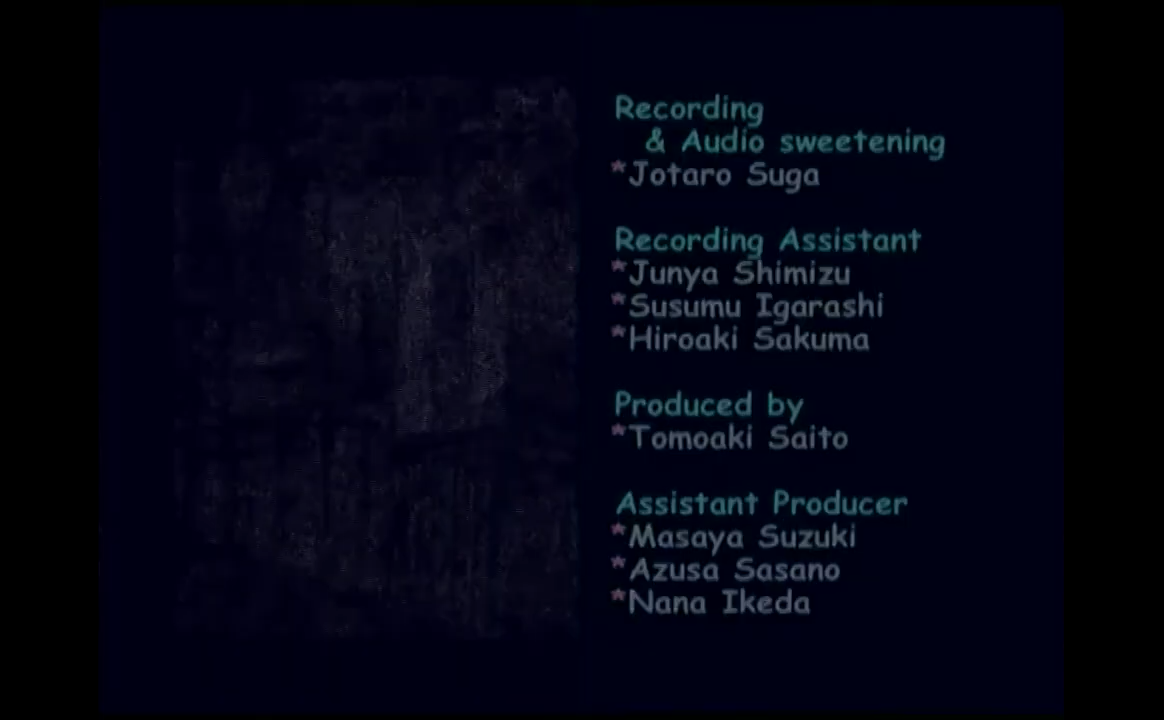 Recording
& Audio sweetening
*Jotaro Suga
Recording Assistant
*Junya Shimizu
*Susumu Igarashi
*Hiroaki Sakuma
Produced by
*Tomoaki Saito
Assistant Producer
*Masaya Suzuki
*Azusa Sasano
*Nana Ikeda